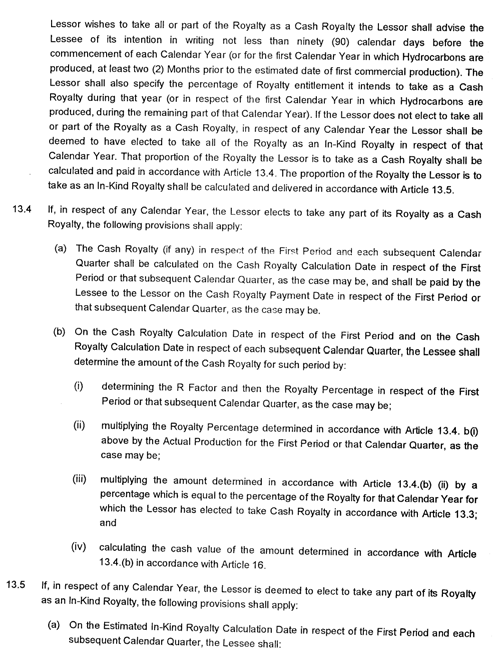 Lessor wishes to take all or part of the Royalty as a Cash Royalty the Lessor shall advise the
Lessee of its intention in writing not less than ninety (90) calendar days before the
commencement of each Calendar Year (or for the first Calendar Year in which Hydrocarbons are
produced, at least two (2) Months prior to the estimated date of first commercial production). The
Lessor shall also specify the percentage of Royalty entitlement it intends to take as a Cash
Royalty during that year (or in respect of the first Calendar Year in which Hydrocarbons are
produced, during the remaining part of that Calendar Year). If the Lessor does not elect to take all
or part of the Royalty as a Cash Royalty, in respect of any Calendar Year the Lessor shall be
deemed to have elected to take all of the Royalty as an In-Kind Royalty in respect of that
Calendar Year. That proportion of the Royalty the Lessor is to take as a Cash Royalty shall be
calculated and paid in accordance with Article 13.4. The proportion of the Royalty the Lessor is to
take as an In-Kind Royalty shall be calculated and delivered in accordance with Article 13.5.
13.4 If, in respect of any Calendar Year, the Lessor elects to take any part of its Royalty as a Cash
Royalty, the following provisions shall apply:
(a) The Cash Royalty (if any) in respect of the First Period and each subsequent Calendar
Quarter shall be calculated on the Cash Royalty Calculation Date in respect of the First
Period or that subsequent Calendar Quarter, as the case may be, and shall be paid by the
Lessee to the Lessor on the Cash Royalty Payment Date in respect of the First Period or
that subsequent Calendar Quarter, as the case may be.
(b) On the Cash Royalty Calculation Date in respect of the First Period and on the Cash
Royalty Calculation Date in respect of each subsequent Calendar Quarter, the Lessee shall
determine the amount of the Cash Royalty for such period by:
(i) determining the R Factor and then the Royalty Percentage in respect of the First
Period or that subsequent Calendar Quarter, as the case may be;
(ii) multiplying the Royalty Percentage determined in accordance with Article 13.4. b(i)
above by the Actual Production for the First Period or that Calendar Quarter, as the
case may be;
(iii) multiplying the amount determined in accordance with Article 13.4.(b) (ii) by a
percentage which is equal to the percentage of the Royalty for that Calendar Year for
which the Lessor has elected to take Cash Royalty in accordance with Article 13.3;
and
(iv) calculating the cash value of the amount determined in accordance with Article
13.4.(b) in accordance with Article 16.
13.5 If, in respect of any Calendar Year, the Lessor is deemed to elect to take any part of its Royalty
as an In-Kind Royalty, the following provisions shall apply:
(a) On the Estimated In-Kind Royalty Calculation Date in respect of the First Period and each
subsequent Calendar Quarter, the Lessee shall: